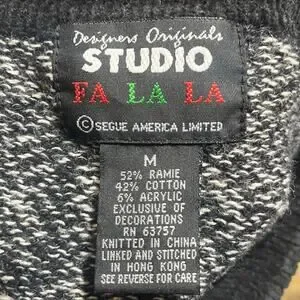 Designers Originals
STUDIO
FA LA LA
©SEGUE AMERICA LIMITED
M
52% RAMIE
42% COTTON
6% ACRYLIC
EXCLUSIVE OF
DECORATIONS
RN 63757
KNITTED IN CHINA
LINKED AND STITCHED
IN HONG KONG
SEE REVERSE FOR CARE